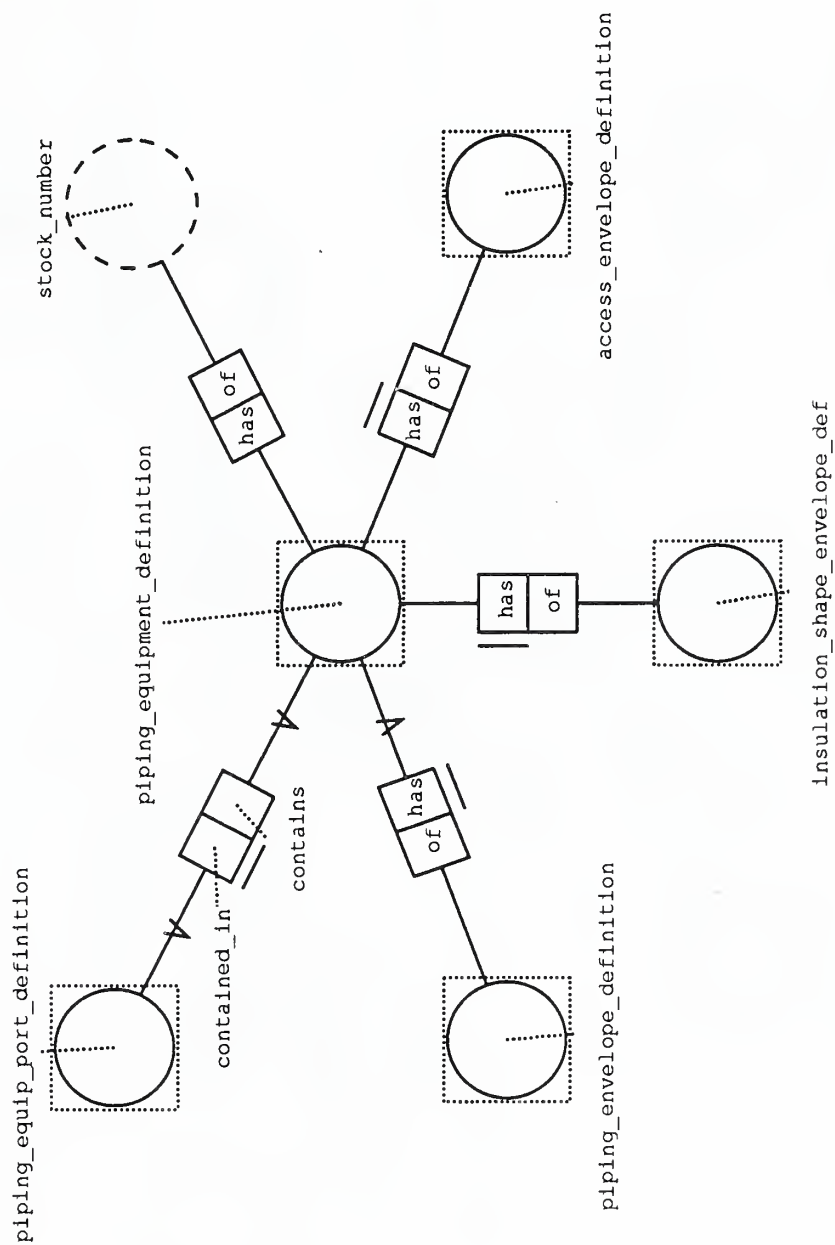 piping_equip_port_definition
contained_in
contains
piping_equipment_definition
stock_number
has
of
has
of
access_envelope_definition
has
of
insulation_shape_envelope_def
of
has
piping_envelope_definition